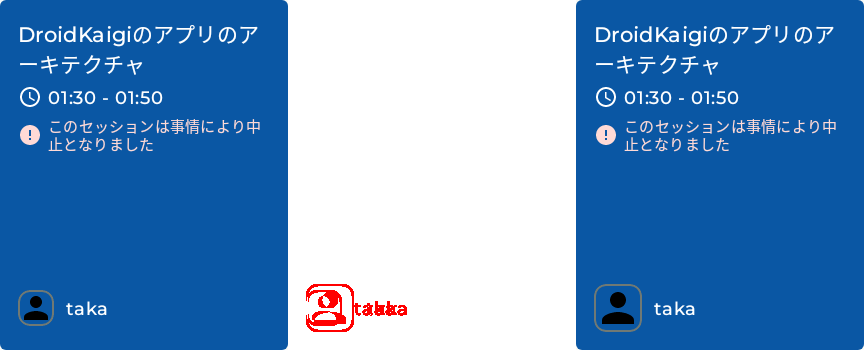 DroidKaigiのアプリのア
ーキテクチャ
01:30 - 01:50
このセッションは事情により中
止となりました
taka
DroidKaigiのアプリのア
ーキテクチャ
01:30 - 01:50
このセッションは事情により中
止となりました
taka